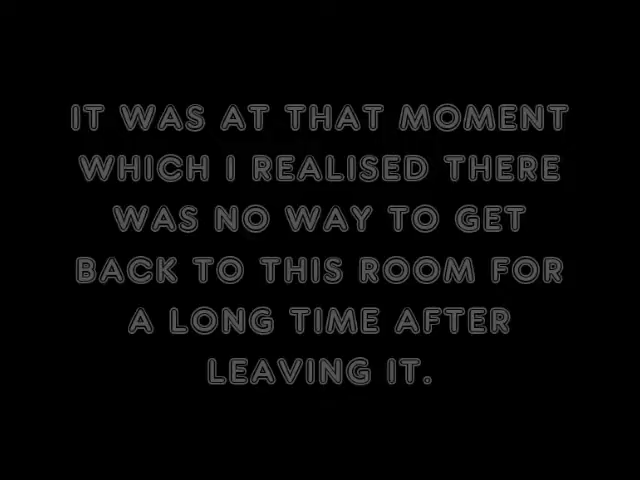 IT WAS AT THAT MOMENT
WHICH I REALISED THERE
WAS NO WAY TO GET
BACK TO THIS ROOM FOR
A LONG TIME AFTER
LEAVING IT.